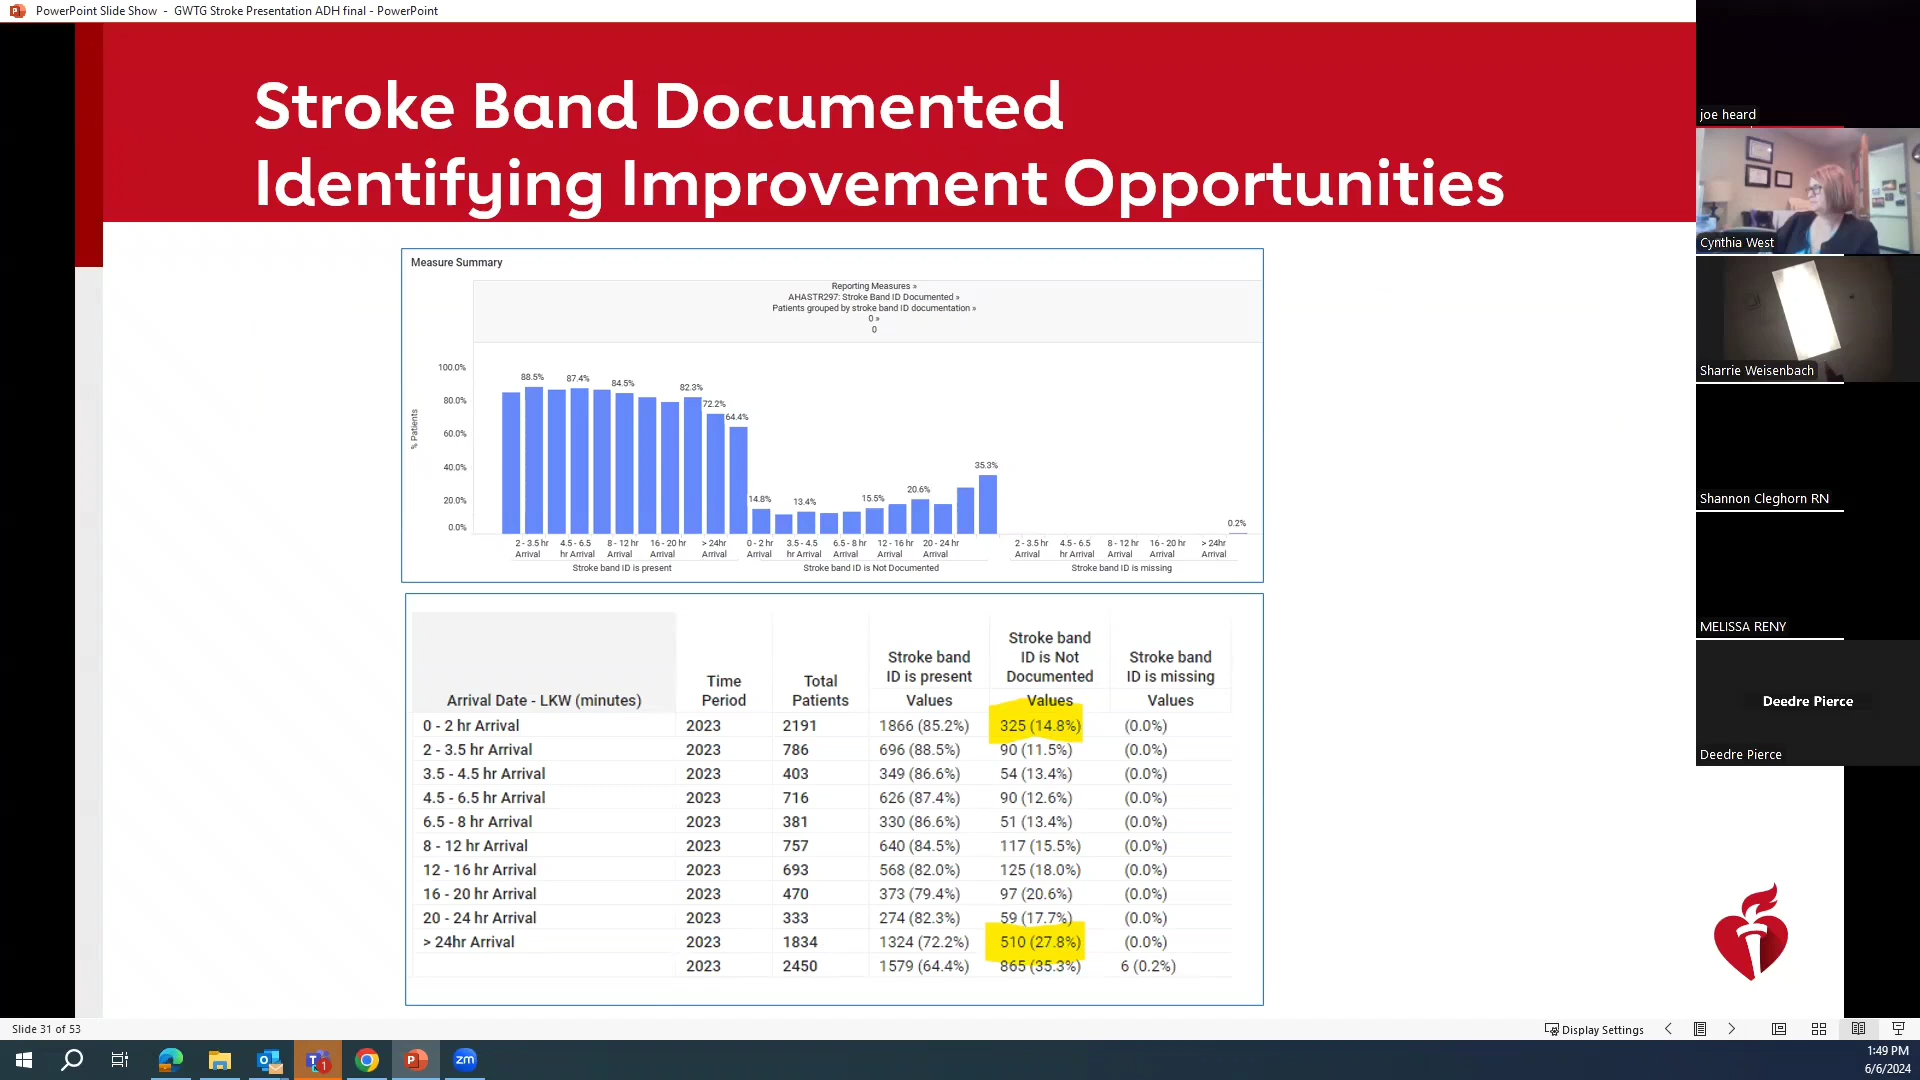 PowerPoint Slide Show - GWTG Stroke Presentation ADH final - PowerPoint
Stroke Band Documented
Identifying Improvement Opportunities
Measure Summary
Reporting Measures »
AHASTR297: Stroke Band ID Documented »
Patients grouped by stroke band ID documentation »
0 »
0
% Patients
100.0%
80.0%
60.0%
40.0%
20.0%
0.0%
88.5%
87.4%
84.5%
82.3%
72.2%
64.4%
14.8%
13.4%
15.5%
20.6%
35.3%
0.2%
2 - 3.5 hr Arrival
4.5 - 6.5 hr Arrival
8 - 12 hr Arrival
16 - 20 hr Arrival
> 24hr Arrival
0 - 2 hr Arrival
3.5 - 4.5 hr Arrival
6.5 - 8 hr Arrival
12 - 16 hr Arrival
20 - 24 hr Arrival
2 - 3.5 hr Arrival
4.5 - 6.5 hr Arrival
8 - 12 hr Arrival
16 - 20 hr Arrival
> 24hr Arrival
Stroke band ID is present
Stroke band ID is Not Documented
Stroke band ID is missing
Arrival Date - LKW (minutes) Time Period Total Patients Stroke band ID is present Values Stroke band ID is Not Documented Values Stroke band ID is missing Values
0 - 2 hr Arrival 2023 2191 1866 (85.2%) 325 (14.8%) (0.0%)
2 - 3.5 hr Arrival 2023 786 696 (88.5%) 90 (11.5%) (0.0%)
3.5 - 4.5 hr Arrival 2023 403 349 (86.6%) 54 (13.4%) (0.0%)
4.5 - 6.5 hr Arrival 2023 716 626 (87.4%) 90 (12.6%) (0.0%)
6.5 - 8 hr Arrival 2023 381 330 (86.6%) 51 (13.4%) (0.0%)
8 - 12 hr Arrival 2023 757 640 (84.5%) 117 (15.5%) (0.0%)
12 - 16 hr Arrival 2023 693 568 (82.0%) 125 (18.0%) (0.0%)
16 - 20 hr Arrival 2023 470 373 (79.4%) 97 (20.6%) (0.0%)
20 - 24 hr Arrival 2023 333 274 (82.3%) 59 (17.7%) (0.0%)
> 24hr Arrival 2023 1834 1324 (72.2%) 510 (27.8%) (0.0%)
2023 2450 1579 (64.4%) 865 (35.3%) 6 (0.2%)
joe heard
Cynthia West
Sharrie Weisenbach
Shannon Cleghorn RN
MELISSA RENY
Deedre Pierce
Deedre Pierce
Slide 31 of 53
Display Settings
1
zm
1:49 PM
6/6/2024